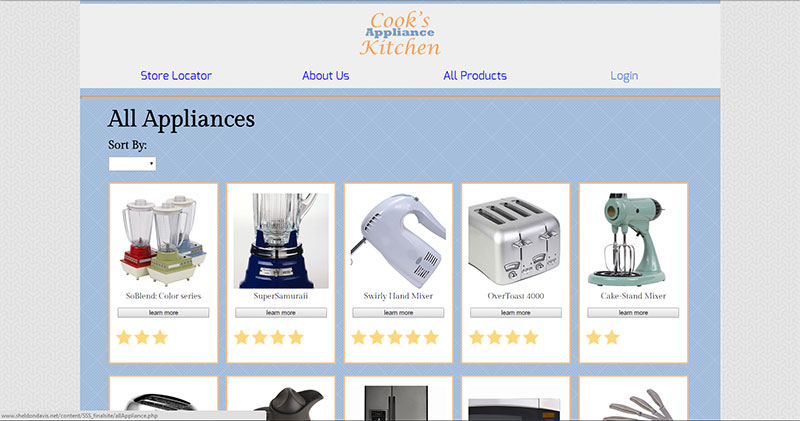 Cook's
Appliance
Kitchen
Store Locator About Us All Products Login
All Appliances
Sort By:
SoBlend: Color series SuperSamuraii Swirly Hand Mixer OverToast 4000 Cake-Stand Mixer
learn more learn more learn more learn more learn more
www.sheldondavis.net/content/SSS_finalsite/allAppliance.php